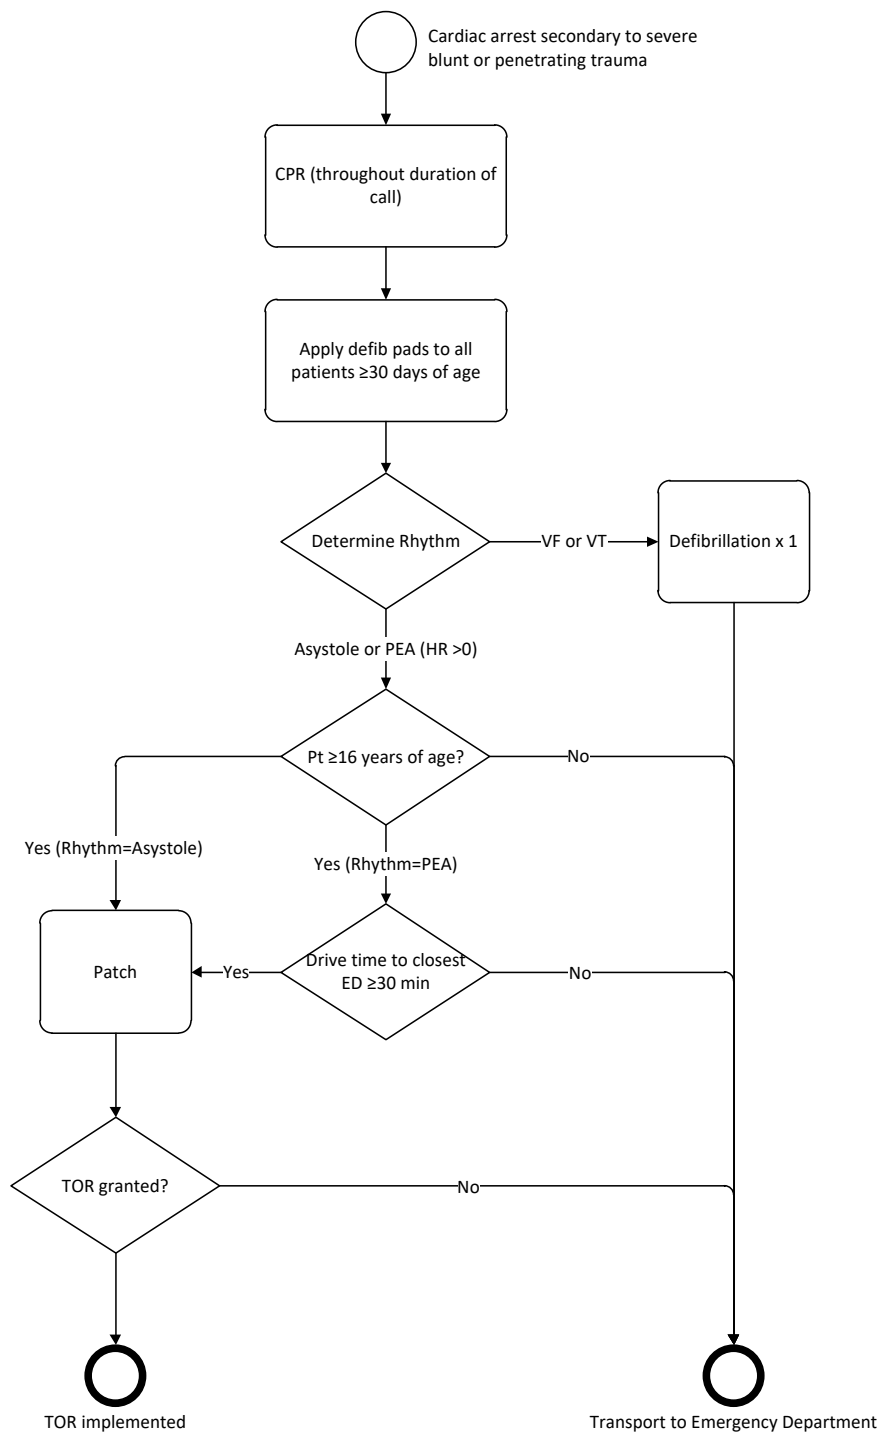 Cardiac arrest secondary to severe
blunt or penetrating trauma
CPR (throughout duration of
call)
Apply defib pads to all
patients ≥30 days of age
Determine Rhythm
VF or VT
Defibrillation x 1
Asystole or PEA (HR >0)
Pt ≥16 years of age?
No
Yes (Rhythm=Asystole)
Yes (Rhythm=PEA)
Patch
Yes
Drive time to closest
ED ≥30 min
No
TOR granted?
No
TOR implemented
Transport to Emergency Department